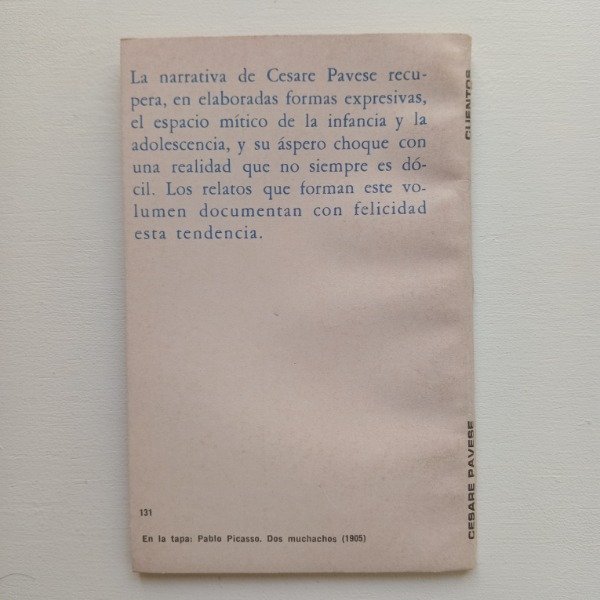 La narrativa de Cesare Pavese recu-
pera, en elaboradas formas expresivas,
el espacio mítico de la infancia y la
adolescencia, y su áspero choque con
una realidad que no siempre es dó-
cil. Los relatos que forman este vo-
lumen documentan con felicidad
esta tendencia.
131
En la tapa: Pablo Picasso. Dos muchachos (1905)
CESARE PAVESE
CUENTOS